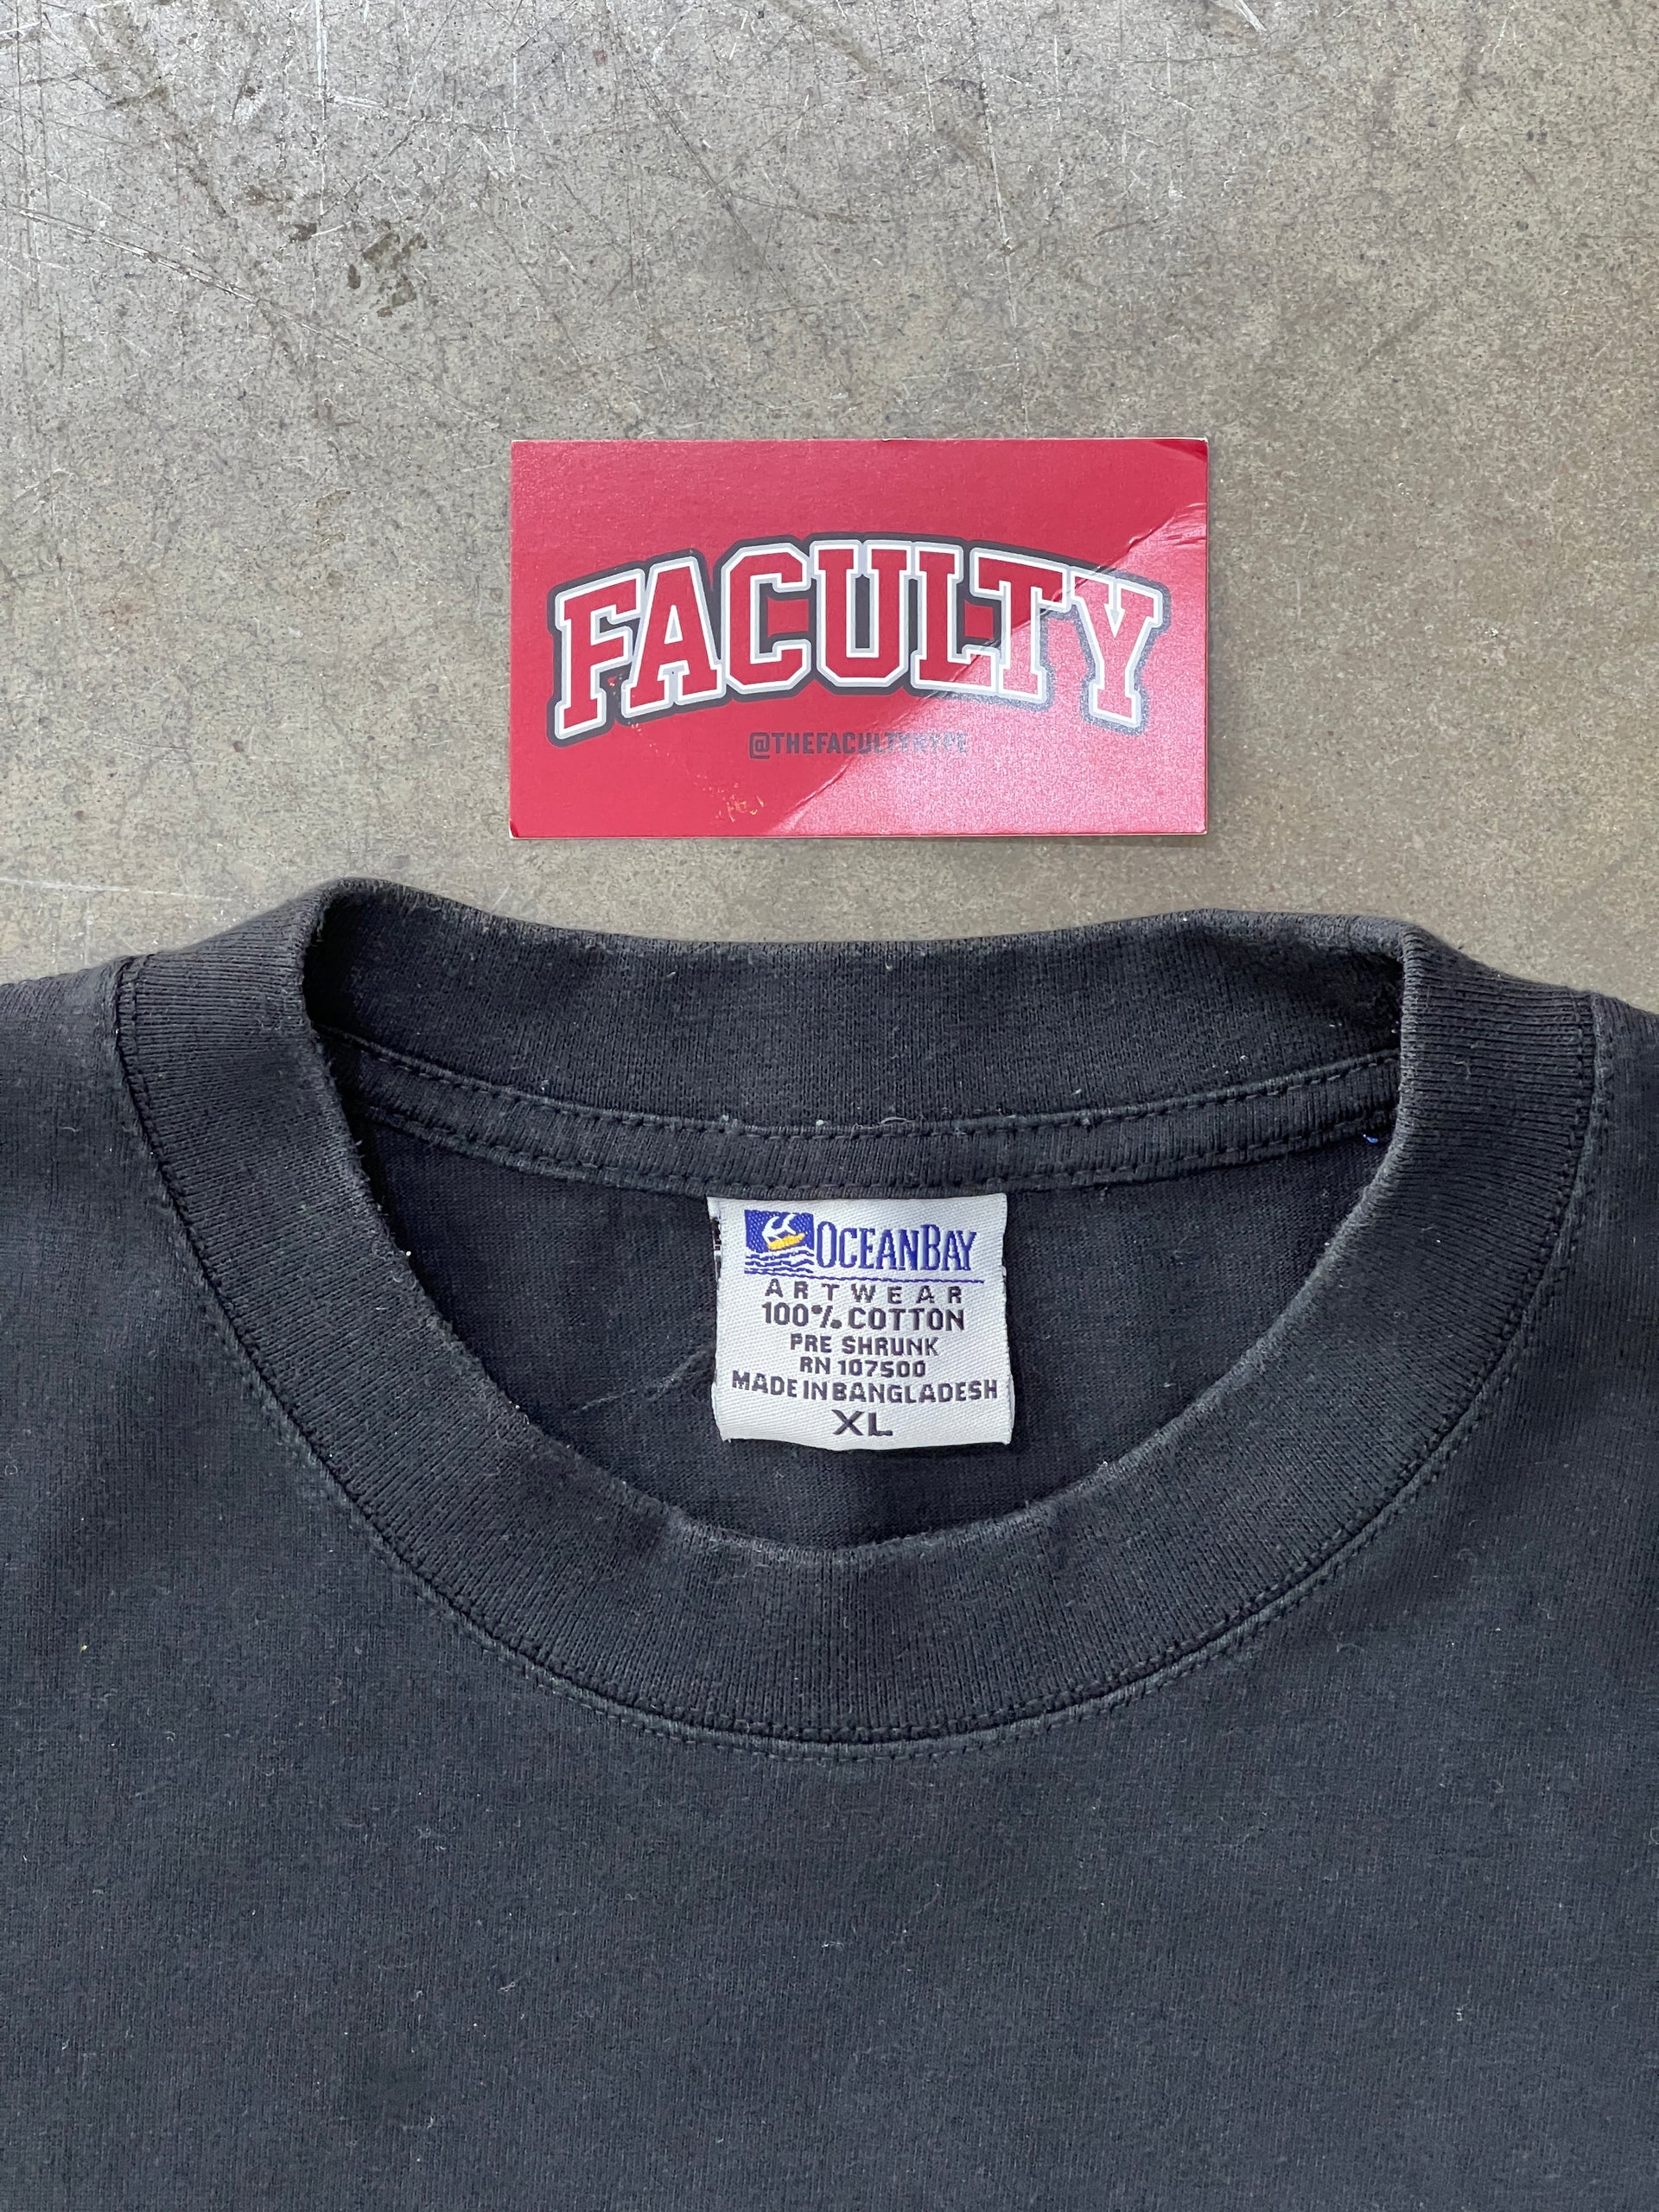 FACULTY
@THEFACULTYHYPE
OCEANBAY
ARTWEAR
100% COTTON
PRE SHRUNK
RN 107500
MADE IN BANGLADESH
XL